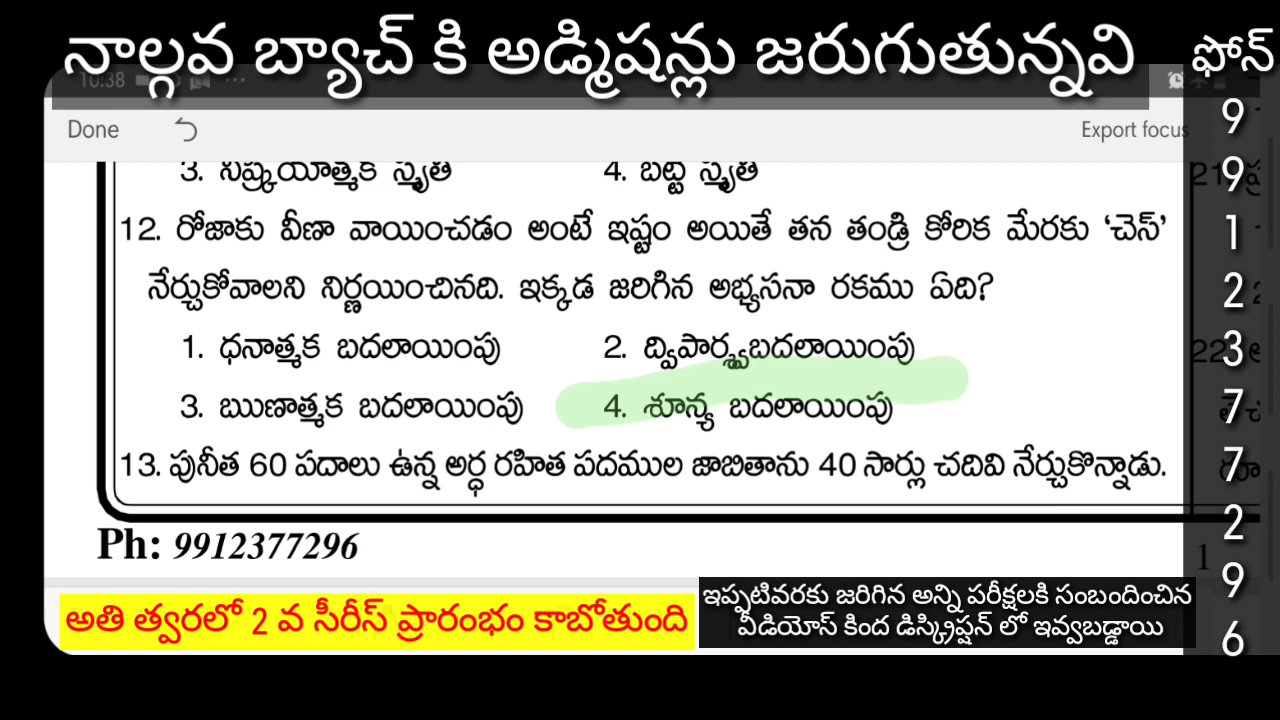 నాల్గవ బ్యాచ్ కి అడ్మిషన్లు జరుగుతున్నవి
ఫోన్
9
9
1
2
3
7
7
2
9
6
10:38
Done
Export focus
3. నిష్క్రియాత్మక స్మృతి 4. బట్టీ స్మృతి
12. రోజాకు వీణా వాయించడం అంటే ఇష్టం అయితే తన తండ్రి కోరిక మేరకు ‘చెస్’
నేర్చుకోవాలని నిర్ణయించినది. ఇక్కడ జరిగిన అభ్యసనా రకము ఏది?
1. ధనాత్మక బదలాయింపు 2. ద్విపార్శ్వబదలాయింపు
3. ఋణాత్మక బదలాయింపు 4. శూన్య బదలాయింపు
13. పునీత 60 పదాలు ఉన్న అర్ధ రహిత పదముల జాబితాను 40 సార్లు చదివి నేర్చుకొన్నాడు.
Ph: 9912377296
1
అతి త్వరలో 2 వ సీరీస్ ప్రారంభం కాబోతుంది
ఇప్పటివరకు జరిగిన అన్ని పరీక్షలకి సంబందించిన
వీడియోస్ కింద డిస్క్రిప్షన్ లో ఇవ్వబడ్డాయి